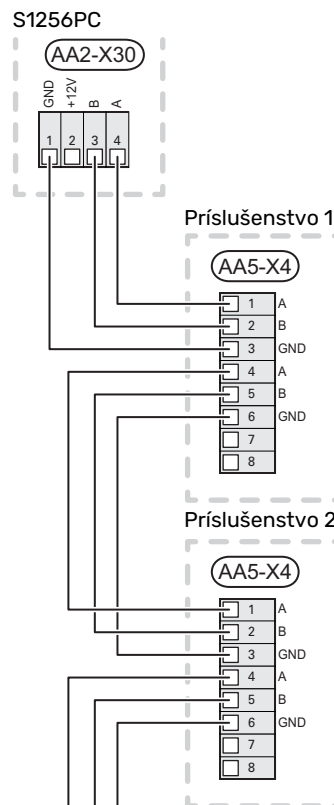 S1256PC
AA2-X30
GND +12V B A
1 2 3 4
Príslušenstvo 1
AA5-X4
1 A
2 B
3 GND
4 A
5 B
6 GND
7
8
Príslušenstvo 2
AA5-X4
1 A
2 B
3 GND
4 A
5 B
6 GND
7
8